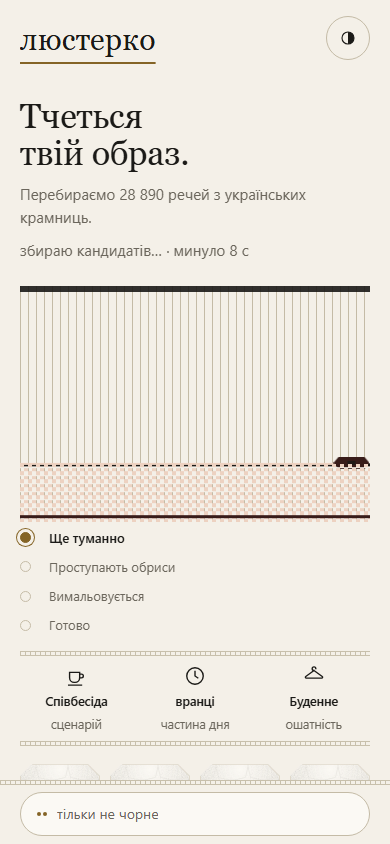 люстерко
Тчеться
твій образ.
Перебираємо 28 890 речей з українських
крамниць.
збираю кандидатів... · минуло 8 с
Ще туманно
Проступають обриси
Вимальовується
Готово
Співбесіда
сценарій
вранці
частина дня
Буденне
ошатність
тільки не чорне